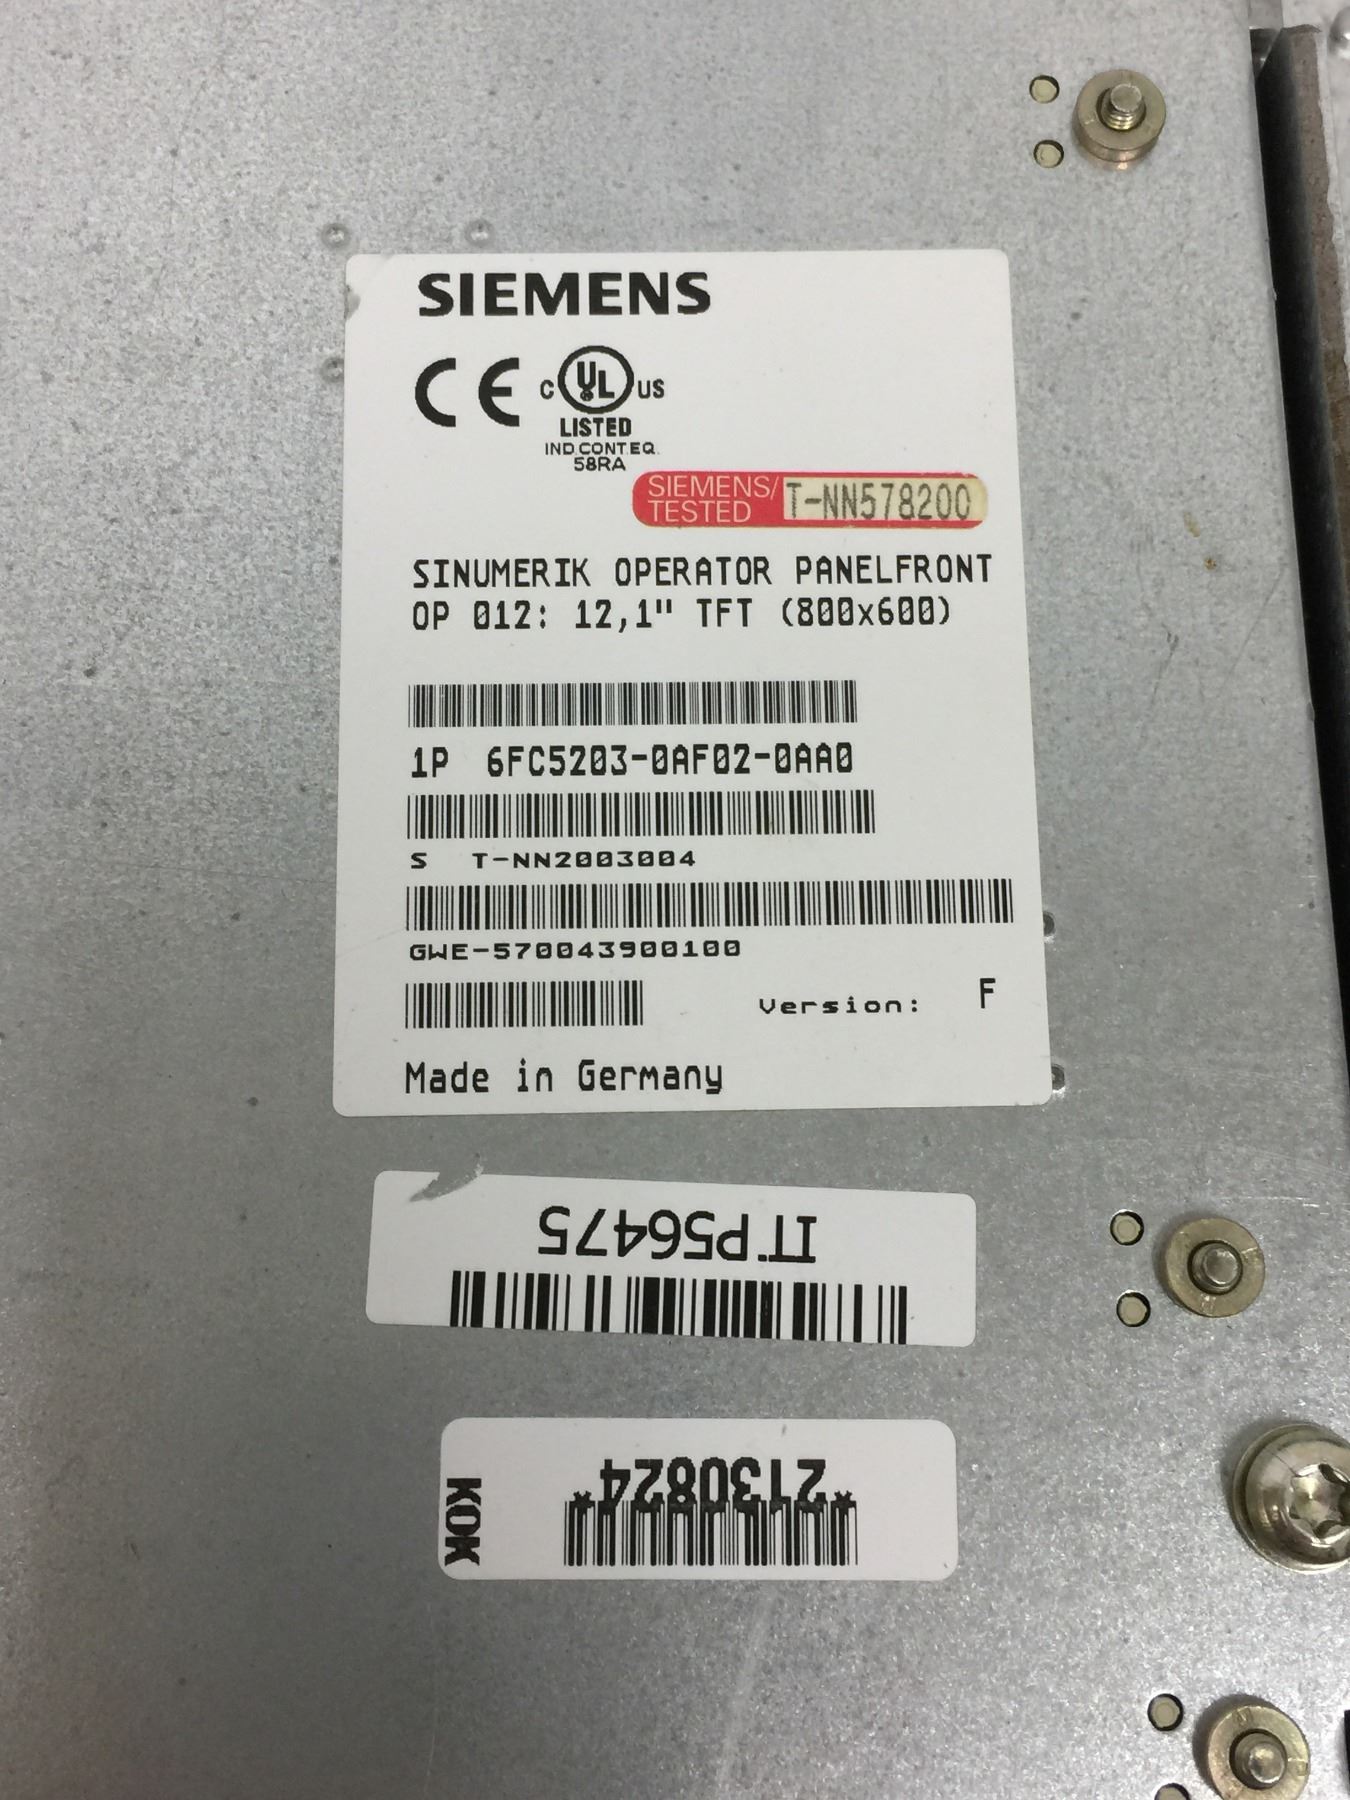 SIEMENS
CE C UL US
LISTED
IND.CONT.EQ.
58RA
SIEMENS/ TESTED T-NN578200
SINUMERIK OPERATOR PANELFRONT
OP 012: 12,1" TFT (800x600)
1P 6FC5203-0AF02-0AA0
S T-NN2003004
GWE-570043900100
Version: F
Made in Germany
IT P56475
*2130824*
KOK